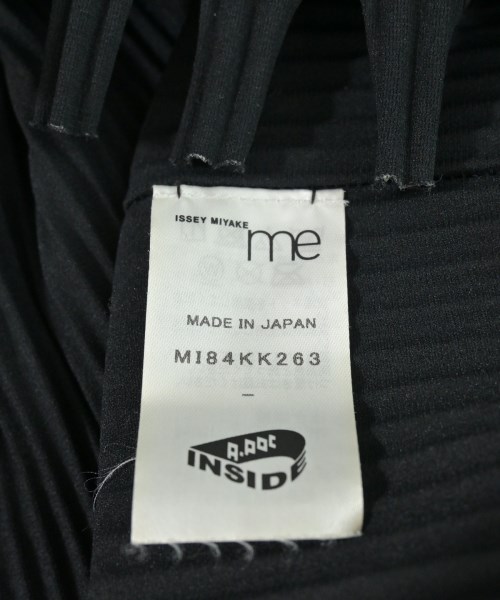 ISSEY MIYAKE
me
MADE IN JAPAN
MI84KK263
–
A.POC
INSIDE